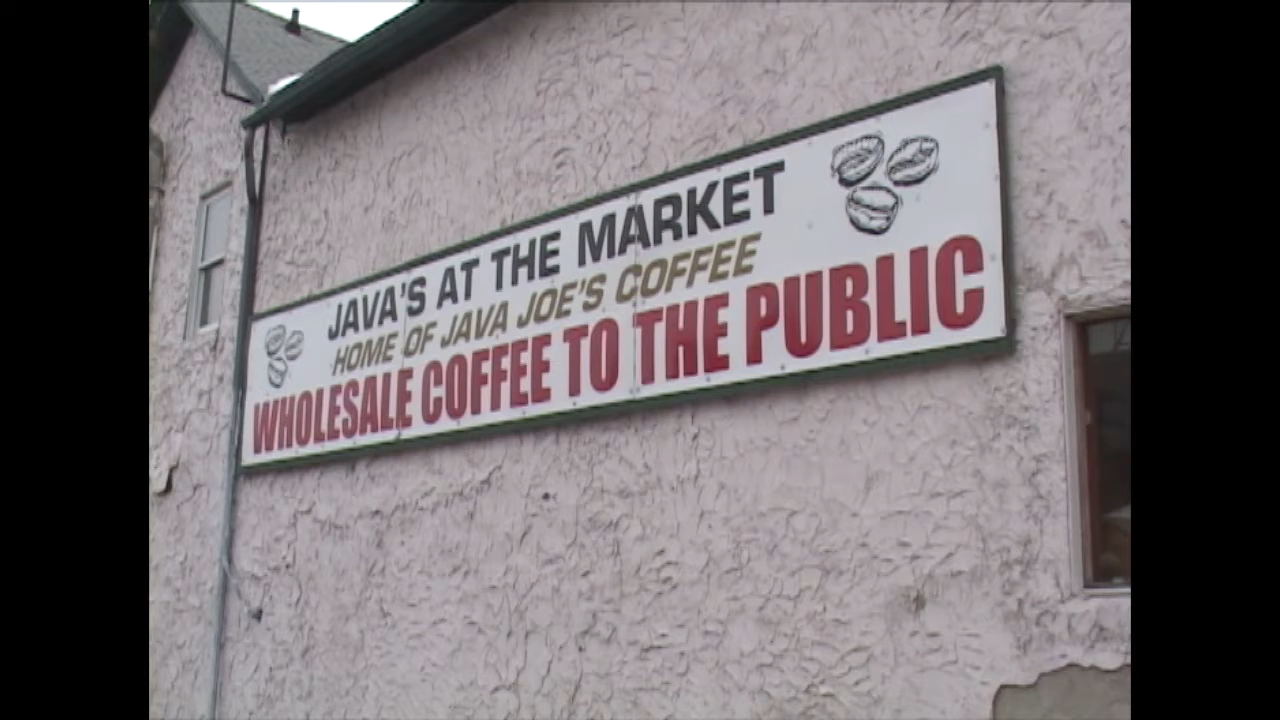 JAVA'S AT THE MARKET
HOME OF JAVA JOE'S COFFEE
WHOLESALE COFFEE TO THE PUBLIC